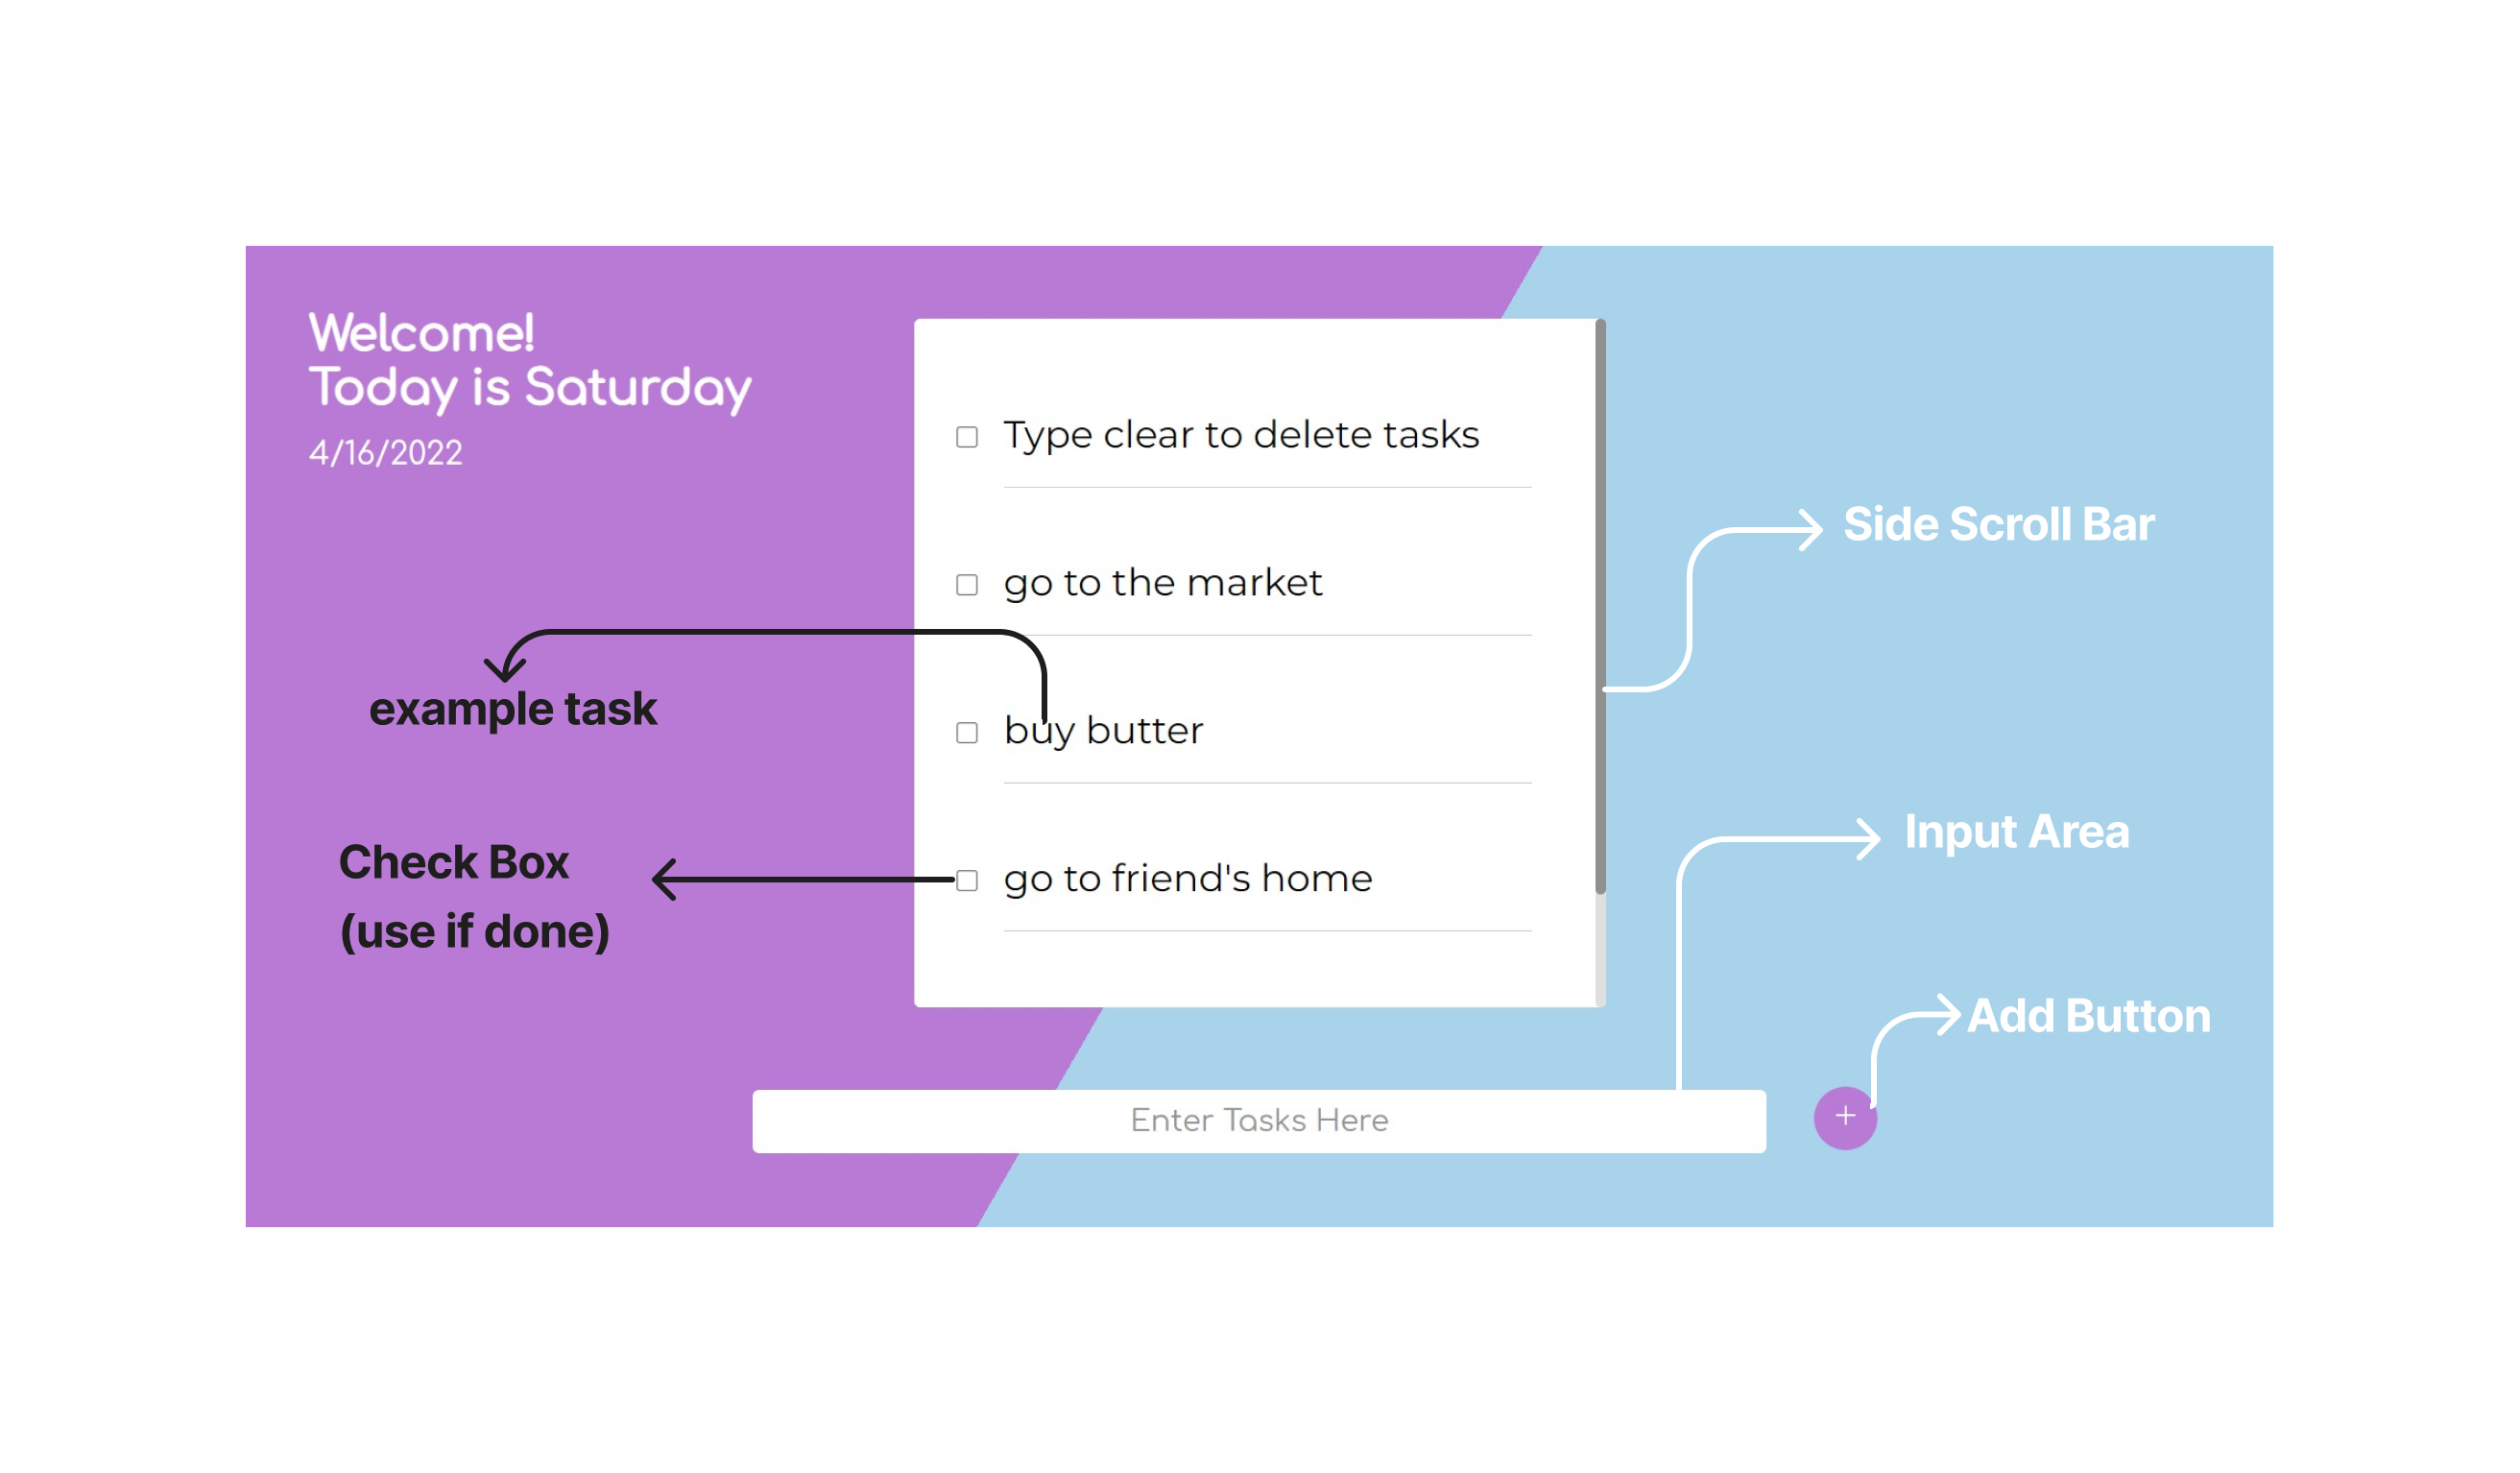 Welcome!
Today is Saturday
4/16/2022
Type clear to delete tasks
go to the market
buy butter
go to friend's home
example task
Check Box
(use if done)
Side Scroll Bar
Input Area
Add Button
Enter Tasks Here
+